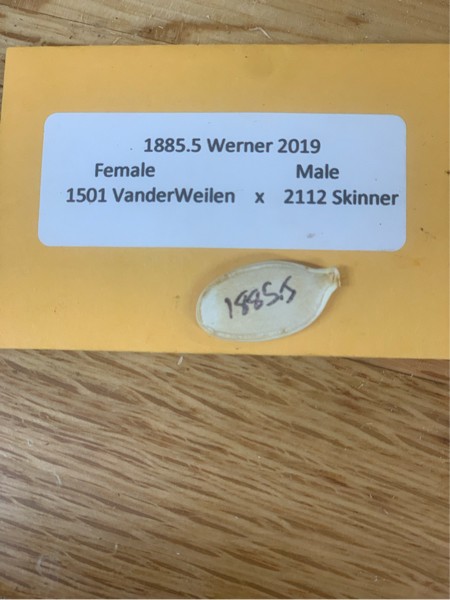 1885.5 Werner 2019
Female Male
1501 VanderWeilen x 2112 Skinner
1885.5